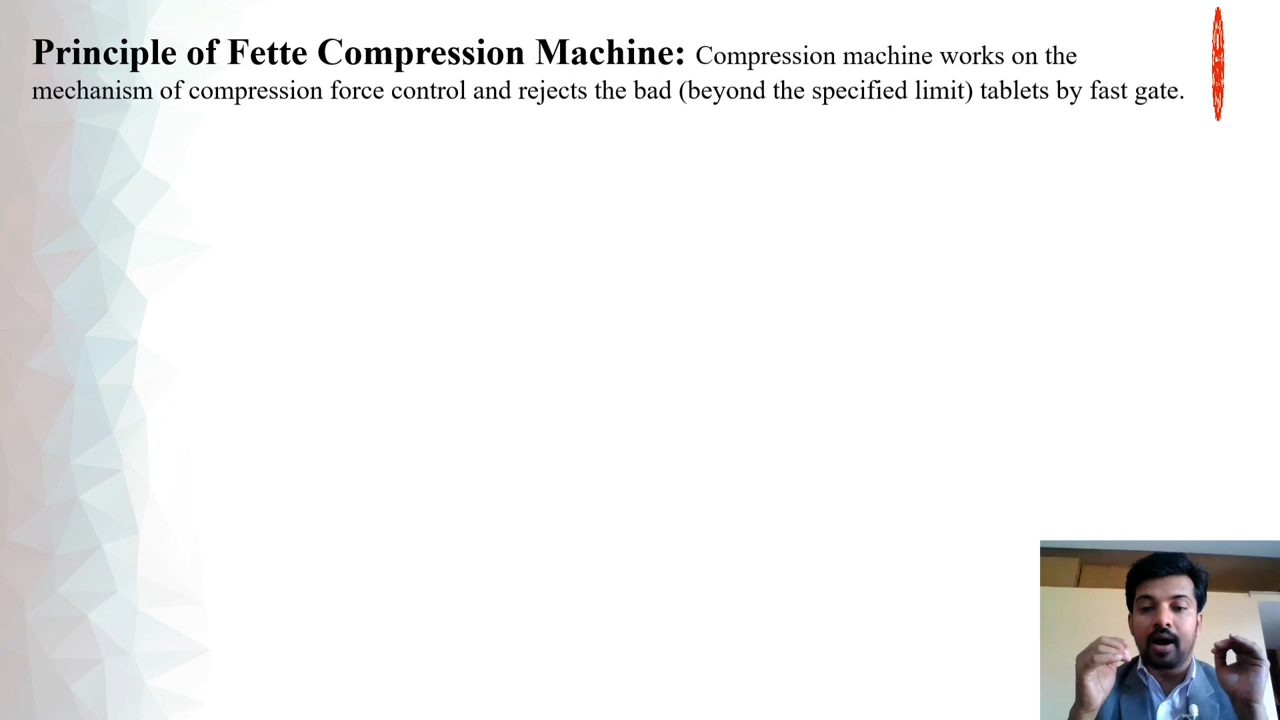 Principle of Fette Compression Machine: Compression machine works on the
mechanism of compression force control and rejects the bad (beyond the specified limit) tablets by fast gate.